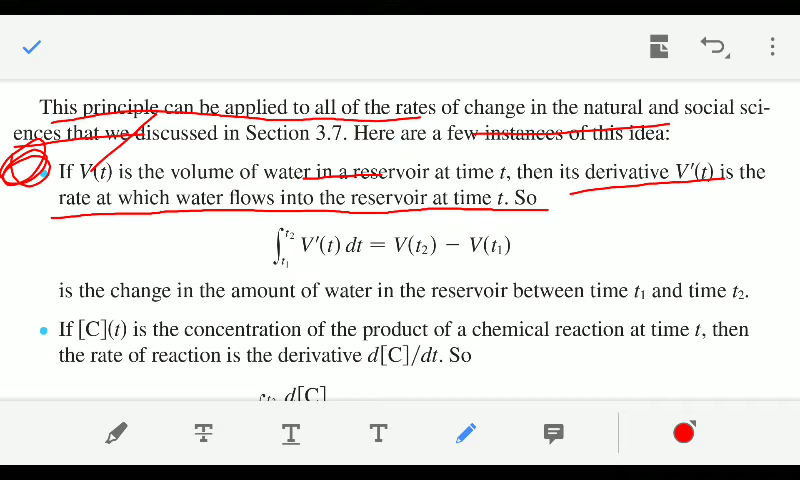 This principle can be applied to all of the rates of change in the natural and social sci-
ences that we discussed in Section 3.7. Here are a few instances of this idea:
• If V(t) is the volume of water in a reservoir at time t, then its derivative V′(t) is the
rate at which water flows into the reservoir at time t. So
∫_{t₁}^{t₂} V′(t) dt = V(t₂) − V(t₁)
is the change in the amount of water in the reservoir between time t₁ and time t₂.
• If [C](t) is the concentration of the product of a chemical reaction at time t, then
the rate of reaction is the derivative d[C]/dt. So
d[C]
T T T